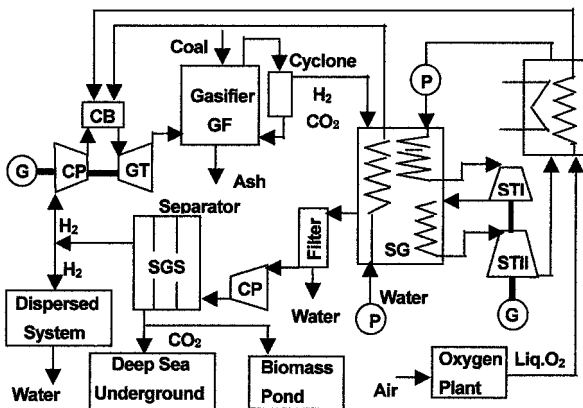 Coal
Cyclone
P
CB
Gasifier
GF
H₂
CO₂
G
CP
GT
Ash
STI
Separator
H₂
H₂
SGS
Filter
SG
STII
CP
Water
Dispersed
System
Water
P
G
CO₂
Water
Deep Sea
Underground
Biomass
Pond
Air
Oxygen
Plant
Liq.O₂